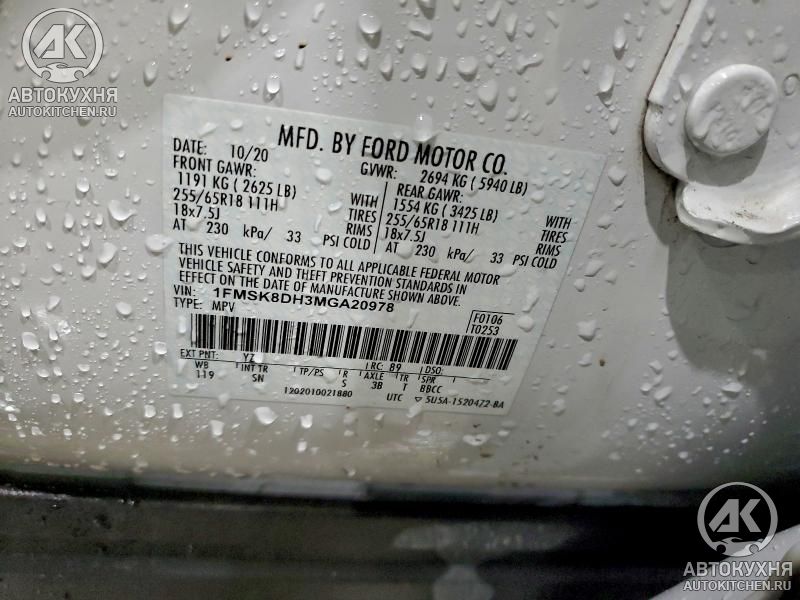 АК
АВТОКУХНЯ
AUTOKITCHEN.RU
MFD. BY FORD MOTOR CO.
DATE: 10/20 GVWR: 2694 KG ( 5940 LB)
FRONT GAWR: REAR GAWR:
1191 KG ( 2625 LB) WITH 1554 KG ( 3425 LB) WITH
255/65R18 111H TIRES 255/65R18 111H TIRES
18x7.5J RIMS 18x7.5J RIMS
AT 230 kPa/ 33 PSI COLD AT 230 kPa/ 33 PSI COLD
THIS VEHICLE CONFORMS TO ALL APPLICABLE FEDERAL MOTOR
VEHICLE SAFETY AND THEFT PREVENTION STANDARDS IN
EFFECT ON THE DATE OF MANUFACTURE SHOWN ABOVE.
VIN: 1FMSK8DH3MGA20978
TYPE: MPV
F0106
T0253
EXT PNT: YZ RC: 89 DSO:
WB INT TR TP/PS R AXLE TR SPR
119 SN S 3B T BBCC
1202010021880 UTC ▽ 5U5A-1520472-BA
АК
АВТОКУХНЯ
AUTOKITCHEN.RU